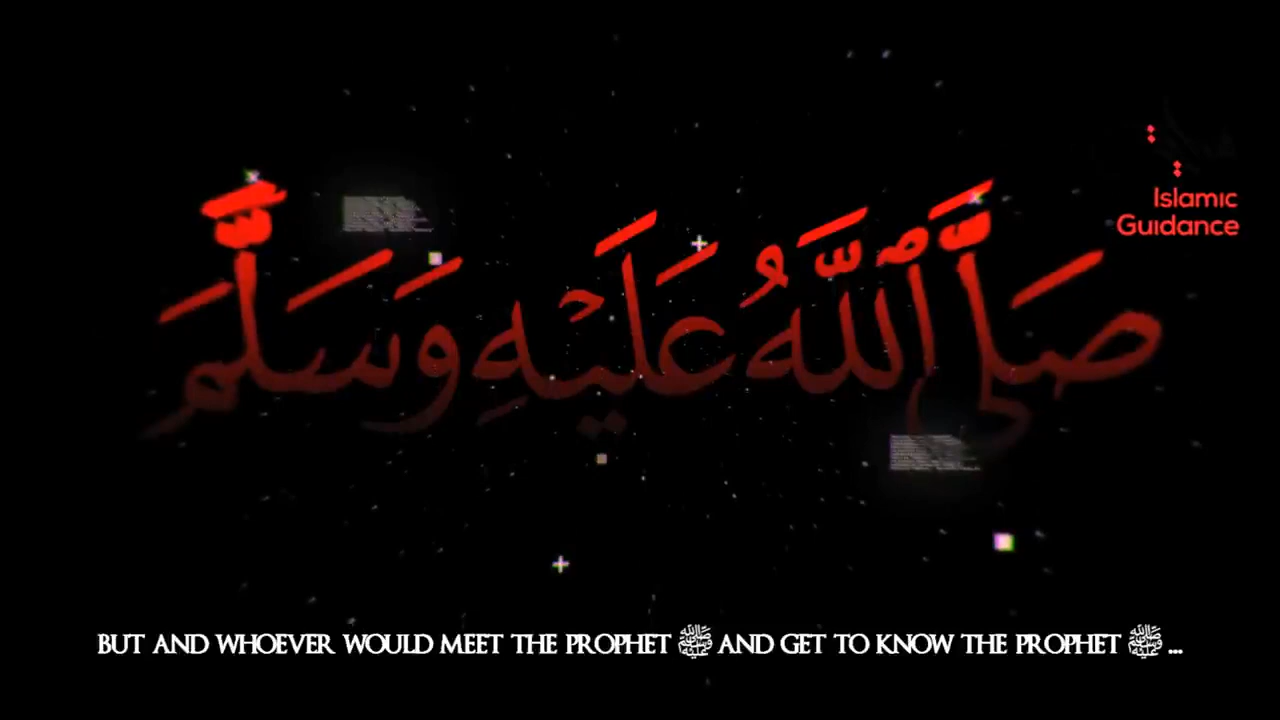 Islamic
Guidance
صَلَّى ٱللَّهُ عَلَيْهِ وَسَلَّمَ
BUT AND WHOEVER WOULD MEET THE PROPHET ﷺ AND GET TO KNOW THE PROPHET ﷺ ...